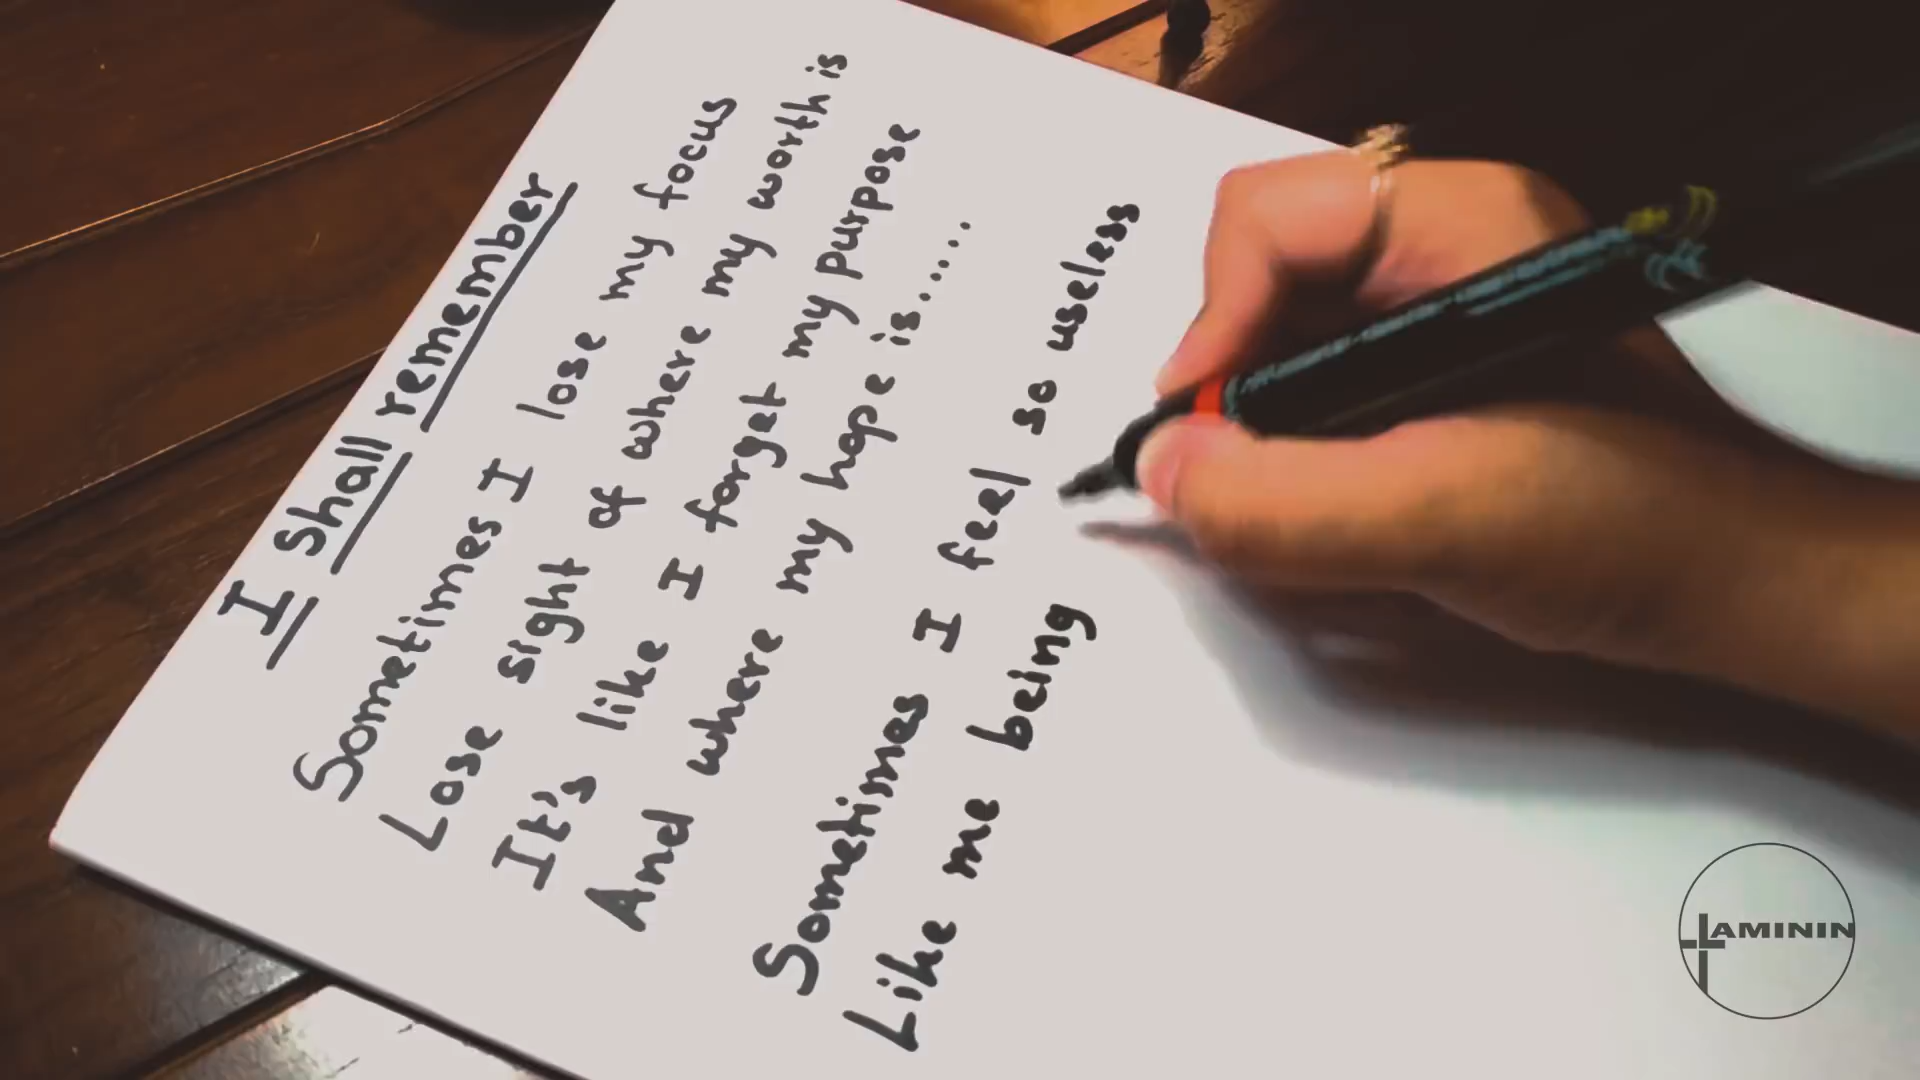 I Shall remember
Sometimes I lose my focus
Lose sight of where my worth is
It's like I forget my purpose
And where my hope is......
Sometimes I feel so useless
Like me being
LAMININ